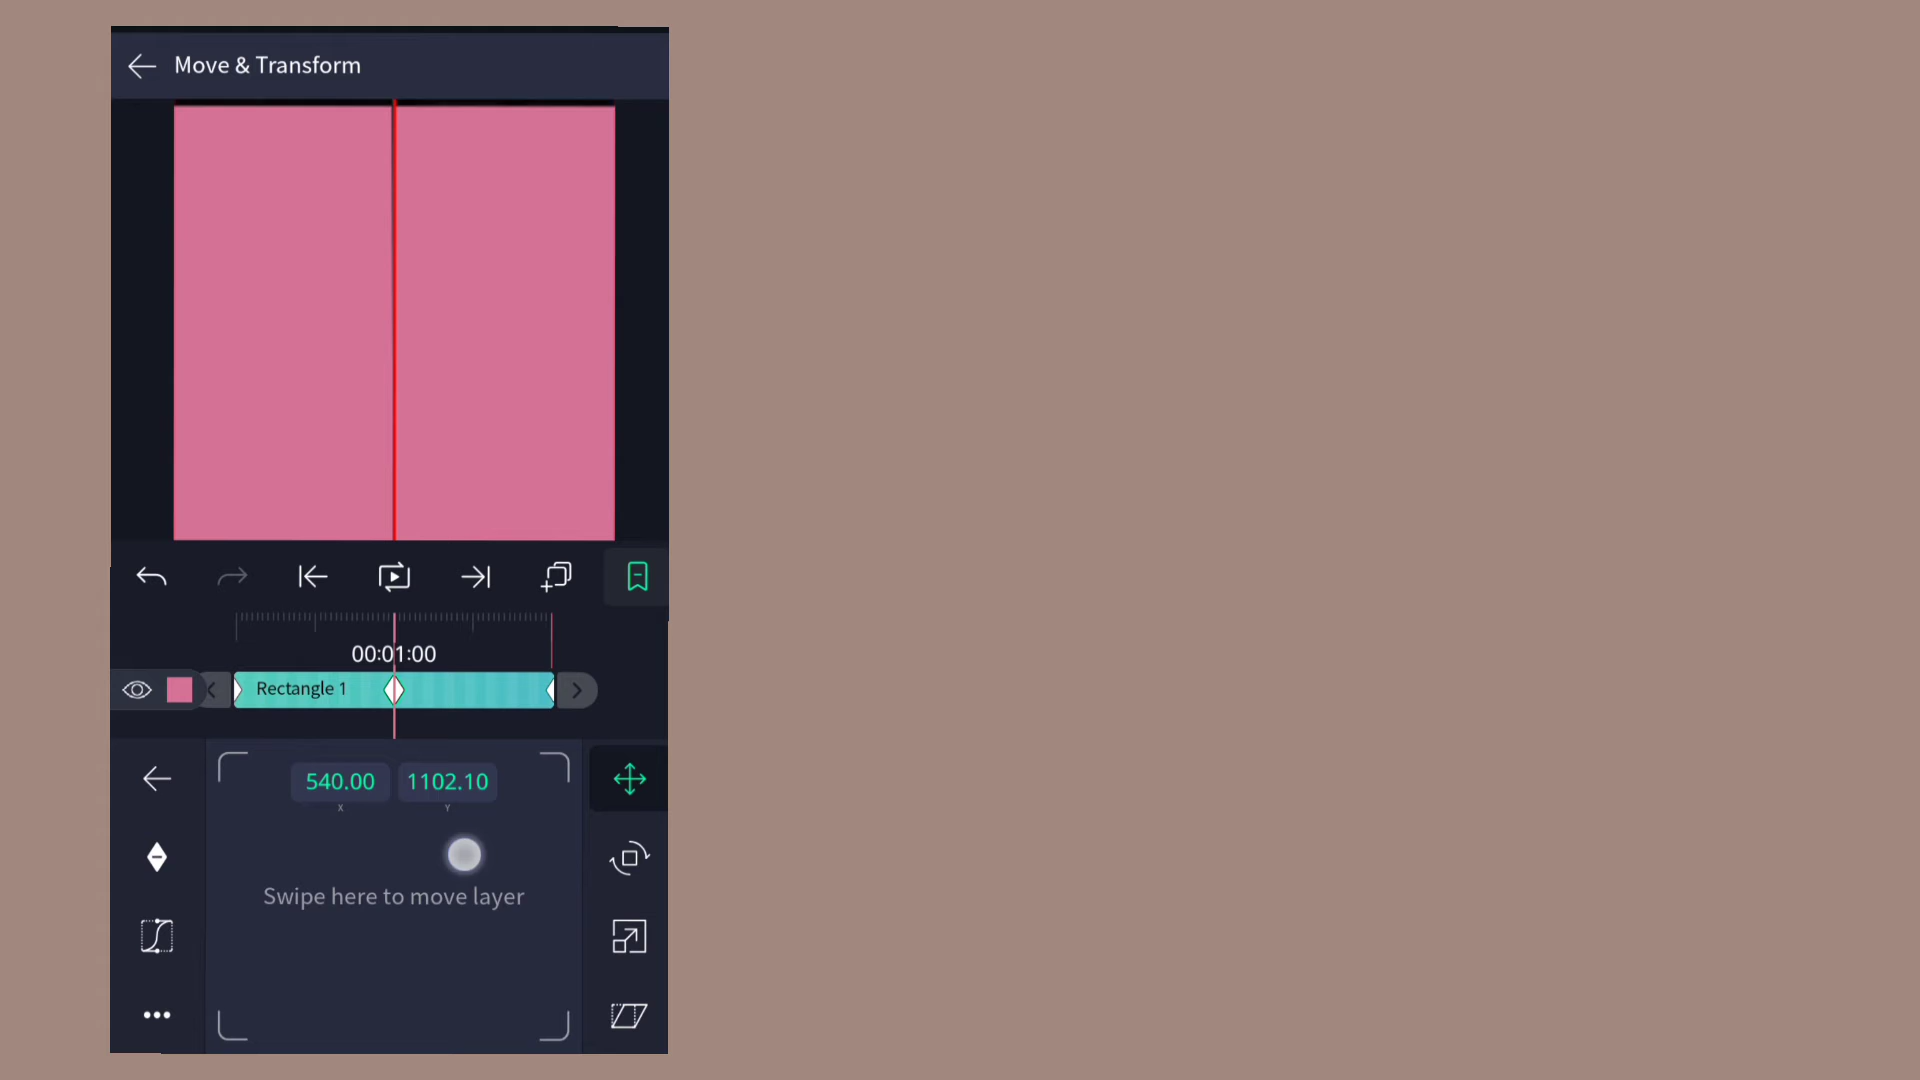 Move & Transform
00:01:00
Rectangle 1
540.00 1102.10
X Y
Swipe here to move layer